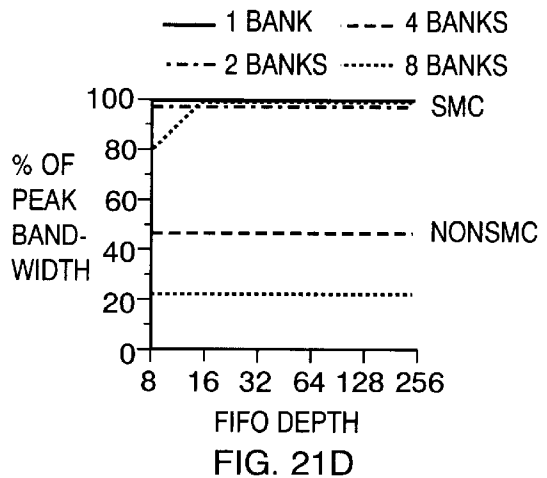 1 BANK 4 BANKS
2 BANKS 8 BANKS
100 SMC
80
% OF
PEAK
BAND-
WIDTH
60
40 NONSMC
20
0
8 16 32 64 128 256
FIFO DEPTH
FIG. 21D